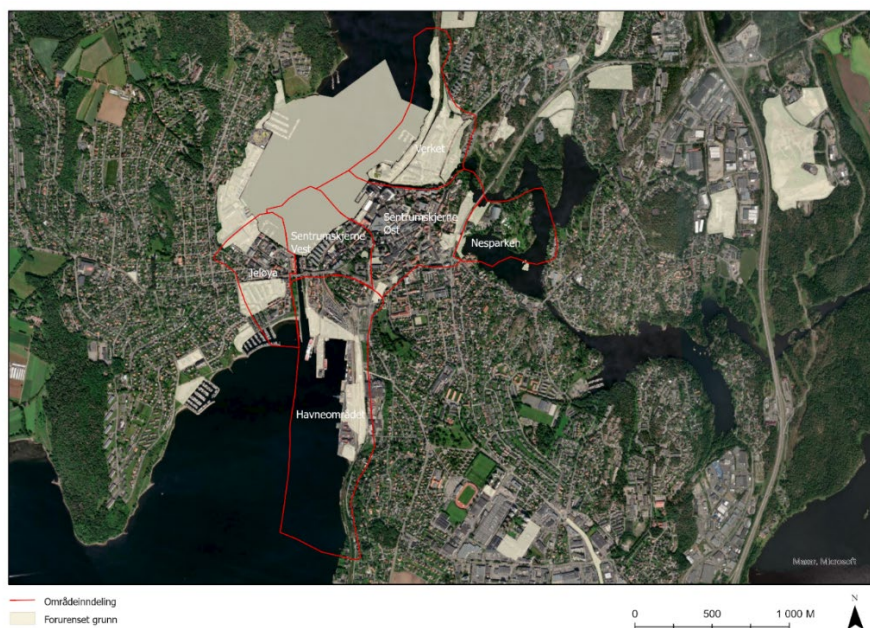 Verket
Sentrumskjerne
Øst
Sentrumskjerne
Vest
Nesparken
Jeløya
Havneområdet
Maxar, Microsoft
Områdeinndeling
Forurenset grunn
0 500 1 000 M
N